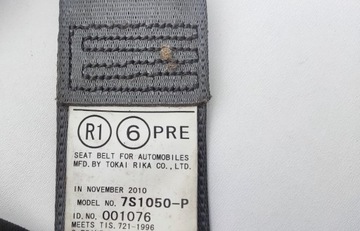 R1 6 PRE
SEAT BELT FOR AUTOMOBILES
MFD. BY TOKAI RIKA CO., LTD.
IN NOVEMBER 2010
MODEL NO. 7S1050-P
ID. NO. 001076
MEETS TIS. 721-1996